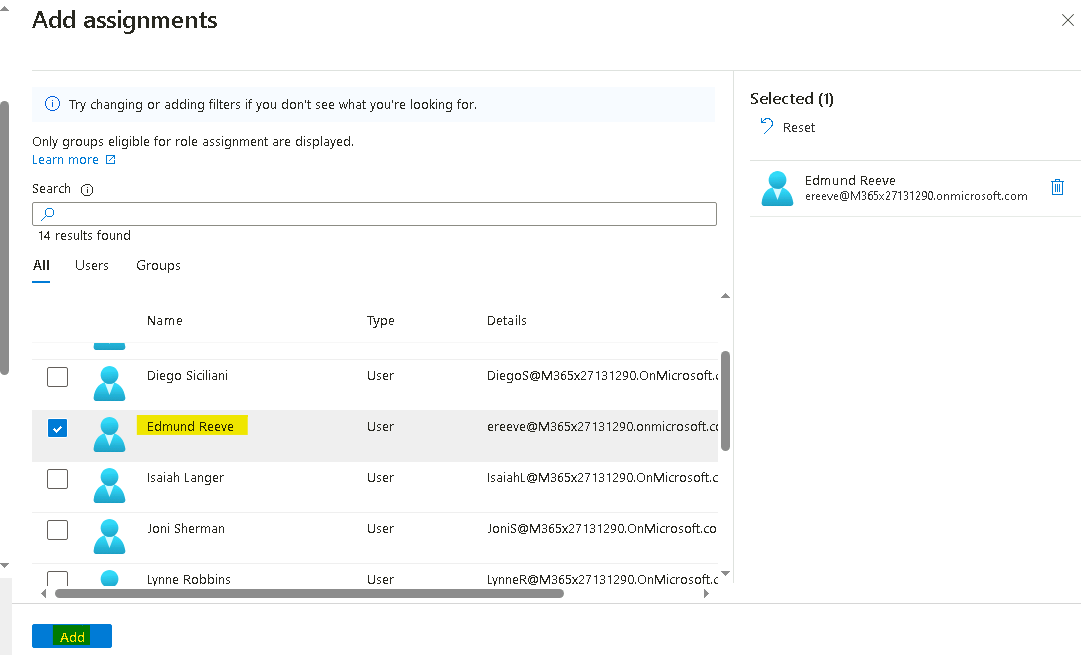 Add assignments
Try changing or adding filters if you don't see what you're looking for.
Only groups eligible for role assignment are displayed.
Learn more
Search
14 results found
All Users Groups
Name Type Details
Diego Siciliani User DiegoS@M365x27131290.OnMicrosoft.c
Edmund Reeve User ereeve@M365x27131290.onmicrosoft.co
Isaiah Langer User IsaiahL@M365x27131290.OnMicrosoft.c
Joni Sherman User JoniS@M365x27131290.OnMicrosoft.co
Lynne Robbins User LynneR@M365x27131290.OnMicrosoft.c
Add
Selected (1)
Reset
Edmund Reeve
ereeve@M365x27131290.onmicrosoft.com